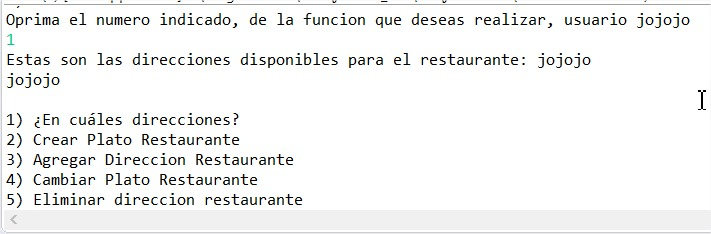 Oprima el numero indicado, de la funcion que deseas realizar, usuario jojojo
1
Estas son las direcciones disponibles para el restaurante: jojojo
jojojo
1) ¿En cuáles direcciones?
2) Crear Plato Restaurante
3) Agregar Direccion Restaurante
4) Cambiar Plato Restaurante
5) Eliminar direccion restaurante